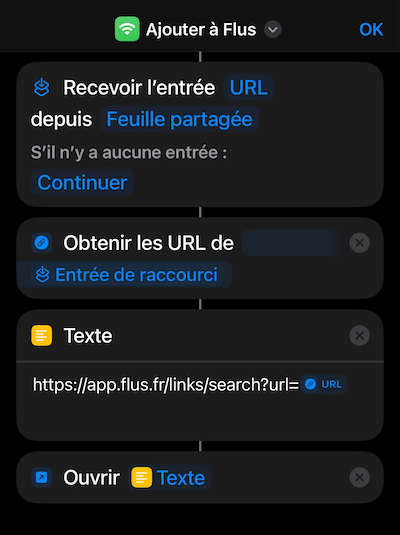 Ajouter à Flus
OK
Recevoir l’entrée URL
depuis Feuille partagée
S’il n’y a aucune entrée :
Continuer
Obtenir les URL de
Entrée de raccourci
Texte
https://app.flus.fr/links/search?url= URL
Ouvrir Texte